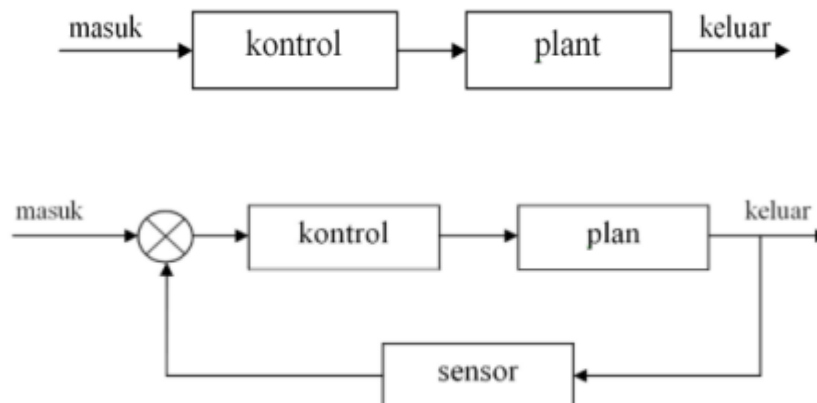 masuk
kontrol
plant
keluar
masuk
kontrol
plan
keluar
sensor